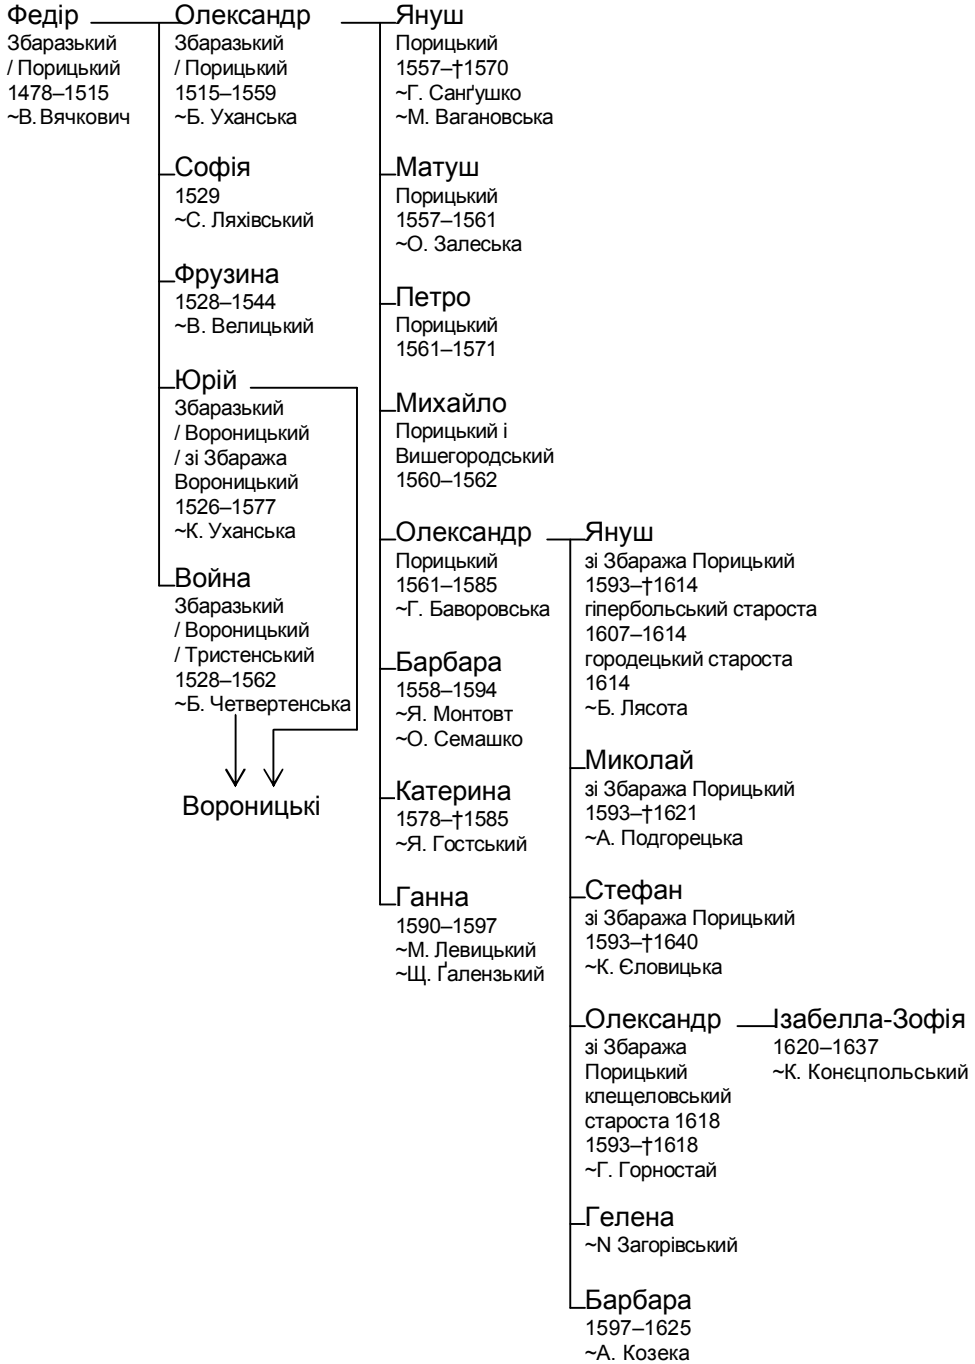 Федір
Збаразький
/ Порицький
1478–1515
~В. Вячкович
Олександр
Збаразький
/ Порицький
1515–1559
~Б. Уханська
Софія
1529
~С. Ляхівський
Фрузина
1528–1544
~В. Велицький
Юрій
Збаразький
/ Вороницький
/ зі Збаража
Вороницький
1526–1577
~К. Уханська
Война
Збаразький
/ Вороницький
/ Тристенський
1528–1562
~Б. Четвертенська
Вороницькі
Януш
Порицький
1557–†1570
~Г. Санґушко
~М. Вагановська
Матуш
Порицький
1557–1561
~О. Залеська
Петро
Порицький
1561–1571
Михайло
Порицький і
Вишегородський
1560–1562
Олександр
Порицький
1561–1585
~Г. Баворовська
Барбара
1558–1594
~Я. Монтовт
~О. Семашко
Катерина
1578–†1585
~Я. Гостський
Ганна
1590–1597
~М. Левицький
~Щ. Ґалензький
Януш
зі Збаража Порицький
1593–†1614
гіпербольський староста
1607–1614
городецький староста
1614
~Б. Лясота
Миколай
зі Збаража Порицький
1593–†1621
~А. Подгорецька
Стефан
зі Збаража Порицький
1593–†1640
~К. Єловицька
Олександр
зі Збаража
Порицький
клещеловський
староста 1618
1593–†1618
~Г. Горностай
Гелена
~N Загорівський
Барбара
1597–1625
~А. Козека
Ізабелла-Зофія
1620–1637
~К. Конєцпольський